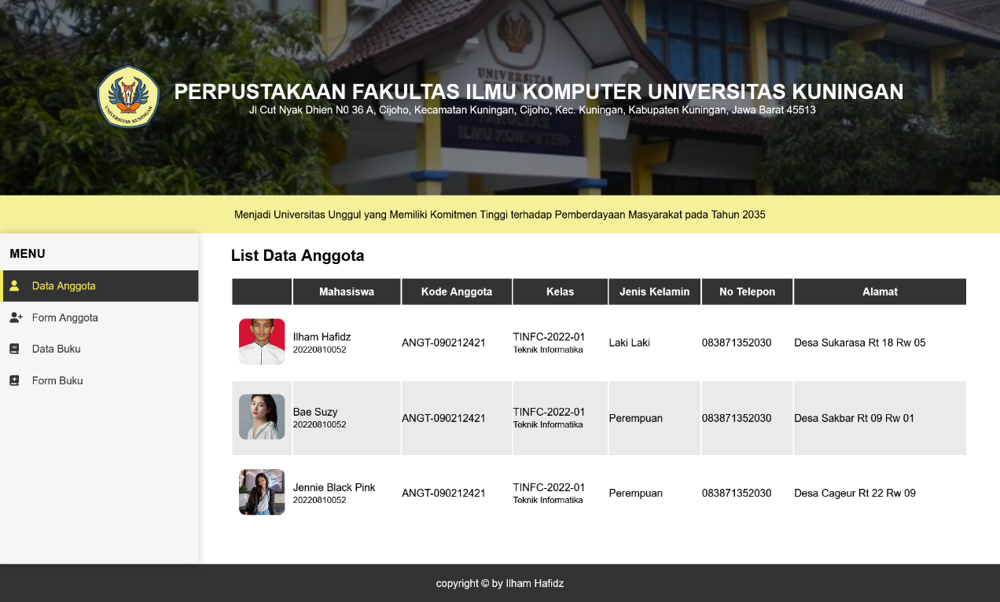 UNIVERSITAS
FAKULTAS
ILMU KOMPUTER
UNIVERSITAS KUNINGAN
PERPUSTAKAAN FAKULTAS ILMU KOMPUTER UNIVERSITAS KUNINGAN
Jl Cut Nyak Dhien N0 36 A, Cijoho, Kecamatan Kuningan, Cijoho, Kec. Kuningan, Kabupaten Kuningan, Jawa Barat 45513
Menjadi Universitas Unggul yang Memiliki Komitmen Tinggi terhadap Pemberdayaan Masyarakat pada Tahun 2035
MENU
Data Anggota
Form Anggota
Data Buku
Form Buku
List Data Anggota
Mahasiswa Kode Anggota Kelas Jenis Kelamin No Telepon Alamat
Ilham Hafidz
20220810052
ANGT-090212421
TINFC-2022-01
Teknik Informatika
Laki Laki
083871352030
Desa Sukarasa Rt 18 Rw 05
Bae Suzy
20220810052
ANGT-090212421
TINFC-2022-01
Teknik Informatika
Perempuan
083871352030
Desa Sakbar Rt 09 Rw 01
Jennie Black Pink
20220810052
ANGT-090212421
TINFC-2022-01
Teknik Informatika
Perempuan
083871352030
Desa Cageur Rt 22 Rw 09
copyright © by Ilham Hafidz